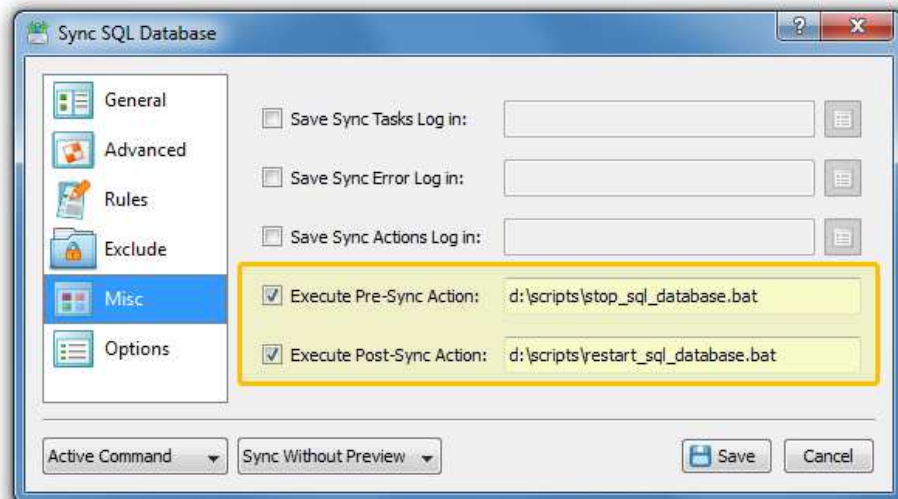 Sync SQL Database
?
General
Advanced
Rules
Exclude
Misc
Options
Save Sync Tasks Log in:
Save Sync Error Log in:
Save Sync Actions Log in:
Execute Pre-Sync Action: d:\scripts\stop_sql_database.bat
Execute Post-Sync Action: d:\scripts\restart_sql_database.bat
Active Command Sync Without Preview Save Cancel